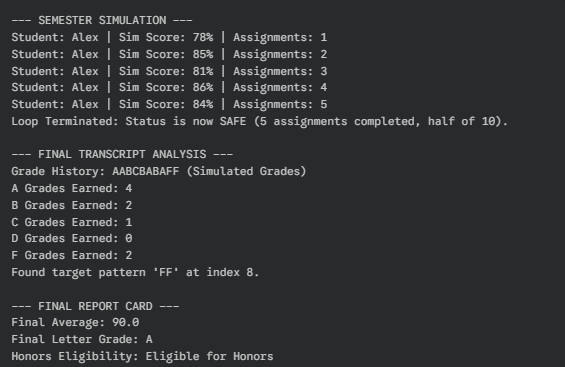 --- SEMESTER SIMULATION ---
Student: Alex | Sim Score: 78% | Assignments: 1
Student: Alex | Sim Score: 85% | Assignments: 2
Student: Alex | Sim Score: 81% | Assignments: 3
Student: Alex | Sim Score: 86% | Assignments: 4
Student: Alex | Sim Score: 84% | Assignments: 5
Loop Terminated: Status is now SAFE (5 assignments completed, half of 10).
--- FINAL TRANSCRIPT ANALYSIS ---
Grade History: AABCBABAFF (Simulated Grades)
A Grades Earned: 4
B Grades Earned: 2
C Grades Earned: 1
D Grades Earned: 0
F Grades Earned: 2
Found target pattern 'FF' at index 8.
--- FINAL REPORT CARD ---
Final Average: 90.0
Final Letter Grade: A
Honors Eligibility: Eligible for Honors